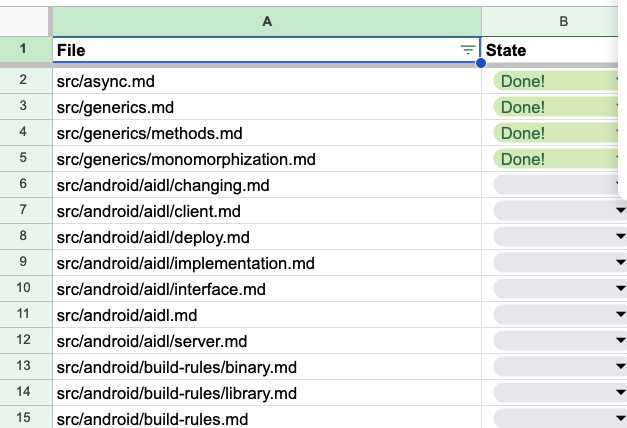 A B
1 File State
2 src/async.md Done!
3 src/generics.md Done!
4 src/generics/methods.md Done!
5 src/generics/monomorphization.md Done!
6 src/android/aidl/changing.md
7 src/android/aidl/client.md
8 src/android/aidl/deploy.md
9 src/android/aidl/implementation.md
10 src/android/aidl/interface.md
11 src/android/aidl.md
12 src/android/aidl/server.md
13 src/android/build-rules/binary.md
14 src/android/build-rules/library.md
15 src/android/build-rules.md